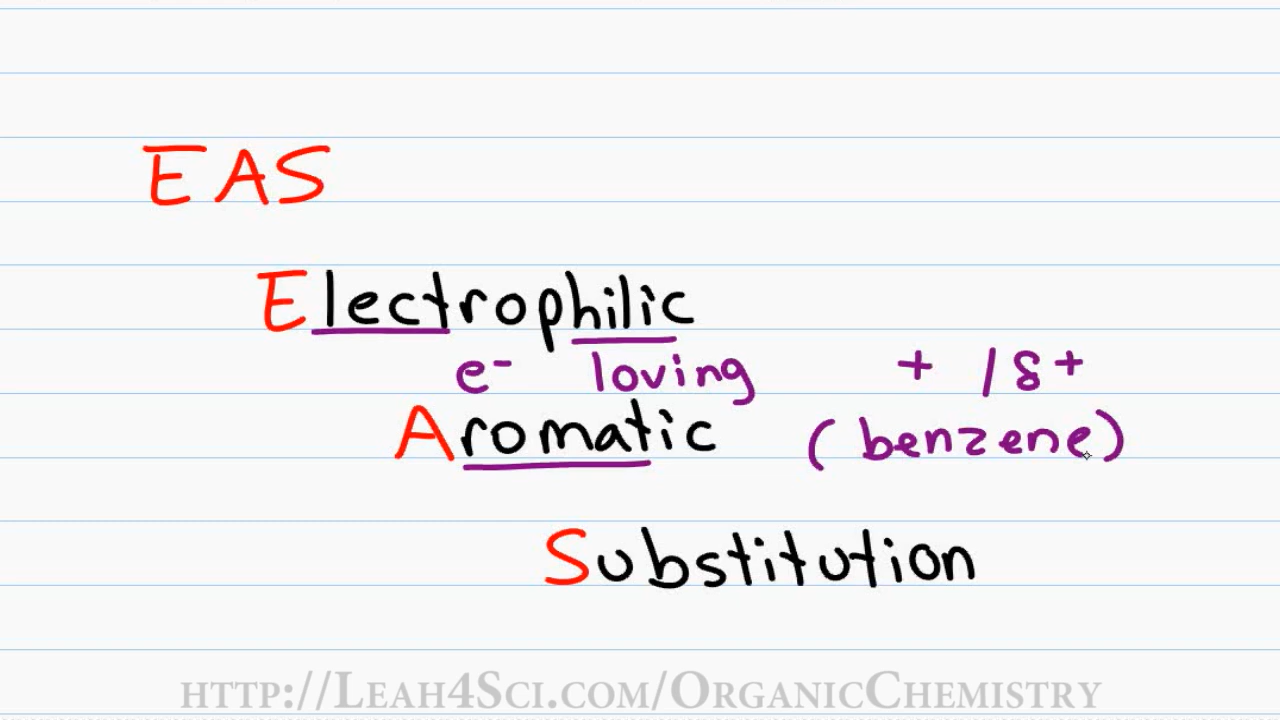 EAS
Electrophilic
e- loving + / δ+
Aromatic (benzene)
Substitution
http://Leah4Sci.com/OrganicChemistry